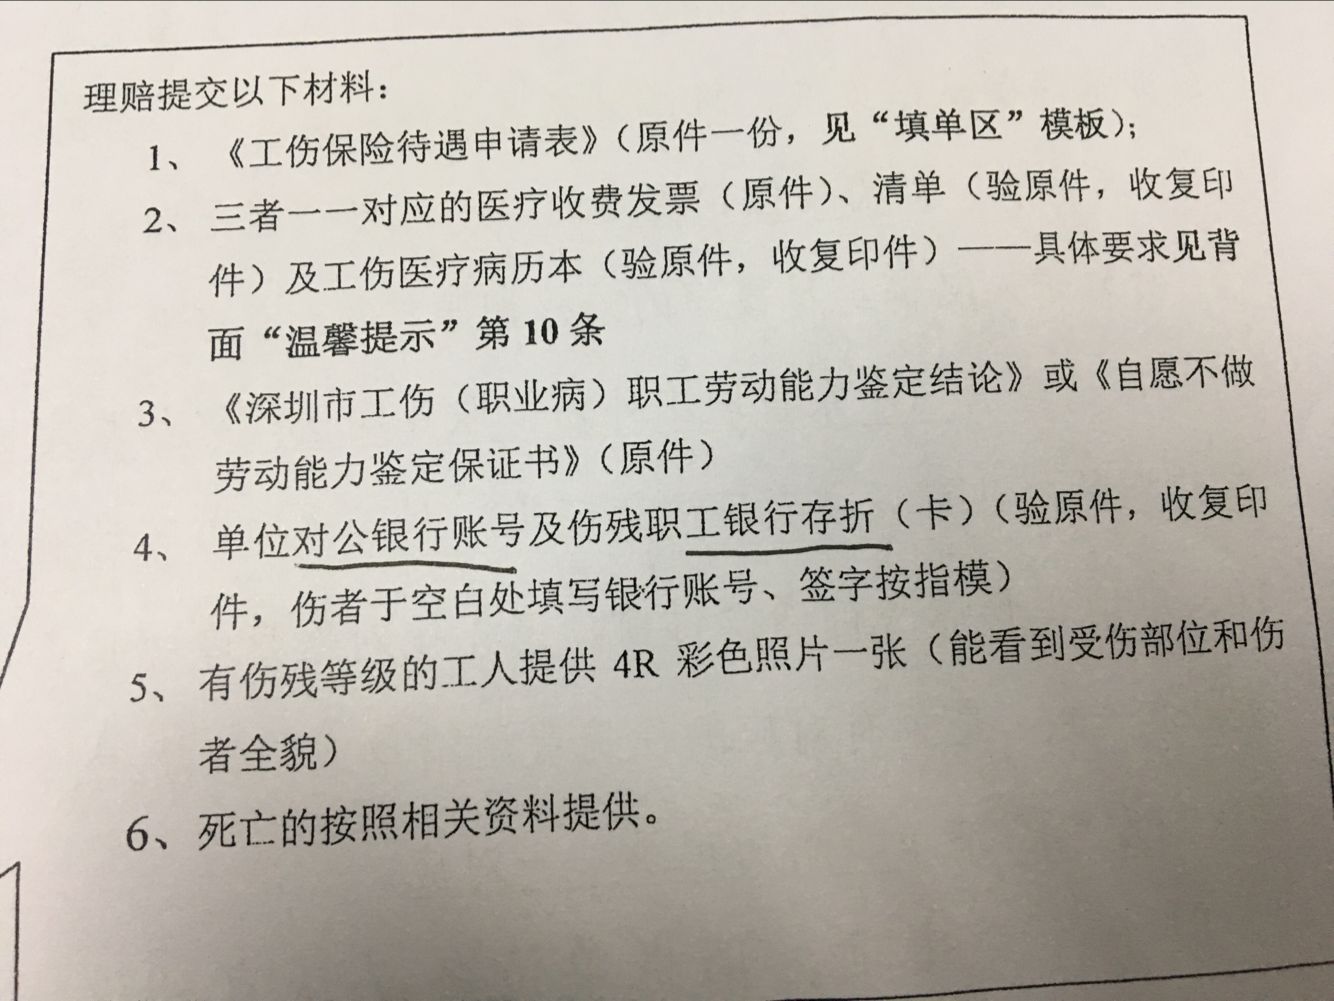 理赔提交以下材料：
1、《工伤保险待遇申请表》（原件一份，见“填单区”模板）；
2、三者一一对应的医疗收费发票（原件）、清单（验原件，收复印
件）及工伤医疗病历本（验原件，收复印件）——具体要求见背
面“温馨提示”第 10 条
3、《深圳市工伤（职业病）职工劳动能力鉴定结论》或《自愿不做
劳动能力鉴定保证书》（原件）
4、单位对公银行账号及伤残职工银行存折（卡）（验原件，收复印
件，伤者于空白处填写银行账号、签字按指模）
5、有伤残等级的工人提供 4R 彩色照片一张（能看到受伤部位和伤
者全貌）
6、死亡的按照相关资料提供。